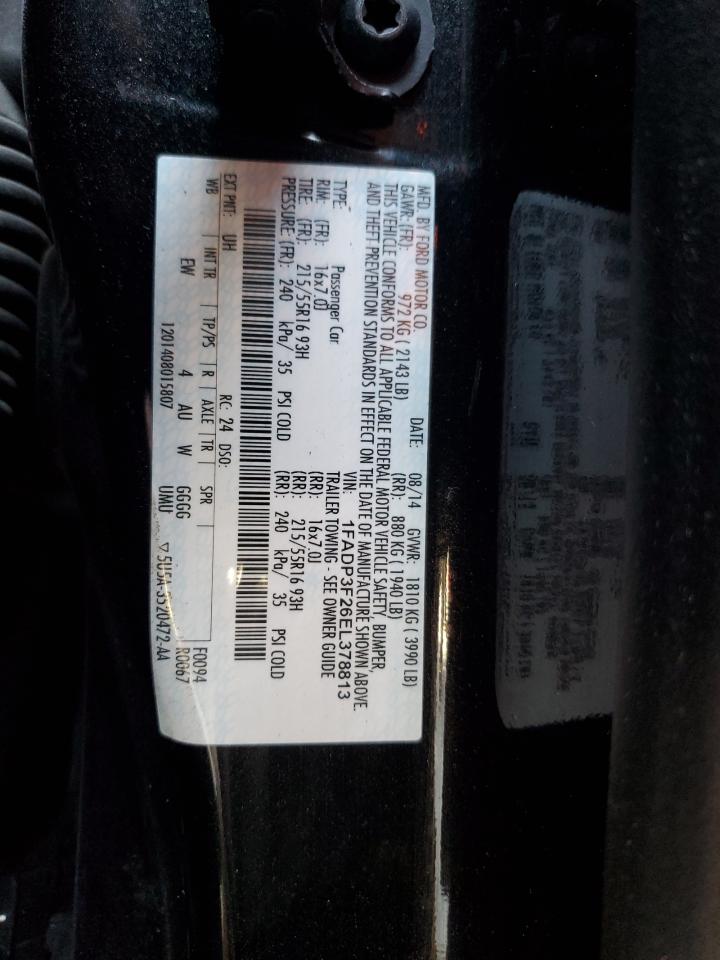 MFD. BY FORD MOTOR CO.
DATE: 08/14 GVWR: 1810 KG ( 3990 LB)
GAWR: (FR): 972 KG ( 2143 LB) (RR): 880 KG ( 1940 LB)
THIS VEHICLE CONFORMS TO ALL APPLICABLE FEDERAL MOTOR VEHICLE SAFETY, BUMPER,
AND THEFT PREVENTION STANDARDS IN EFFECT ON THE DATE OF MANUFACTURE SHOWN ABOVE.
VIN: 1FADP3F26EL378813
TYPE: Passenger Car TRAILER TOWING - SEE OWNER GUIDE
RIM: (FR): 16x7.0J (RR): 16x7.0J
TIRE: (FR): 215/55R16 93H (RR): 215/55R16 93H
PRESSURE (FR): 240 kPa/ 35 PSI COLD (RR): 240 kPa/ 35 PSI COLD
EXT PNT: UH RC: 24 DSO: F0094
WB INT TR TP/PS R AXLE TR SPR R0067
EW 4 AU W GGGG
1201408015807 UMU ▽ 5U5A-3520472-AA